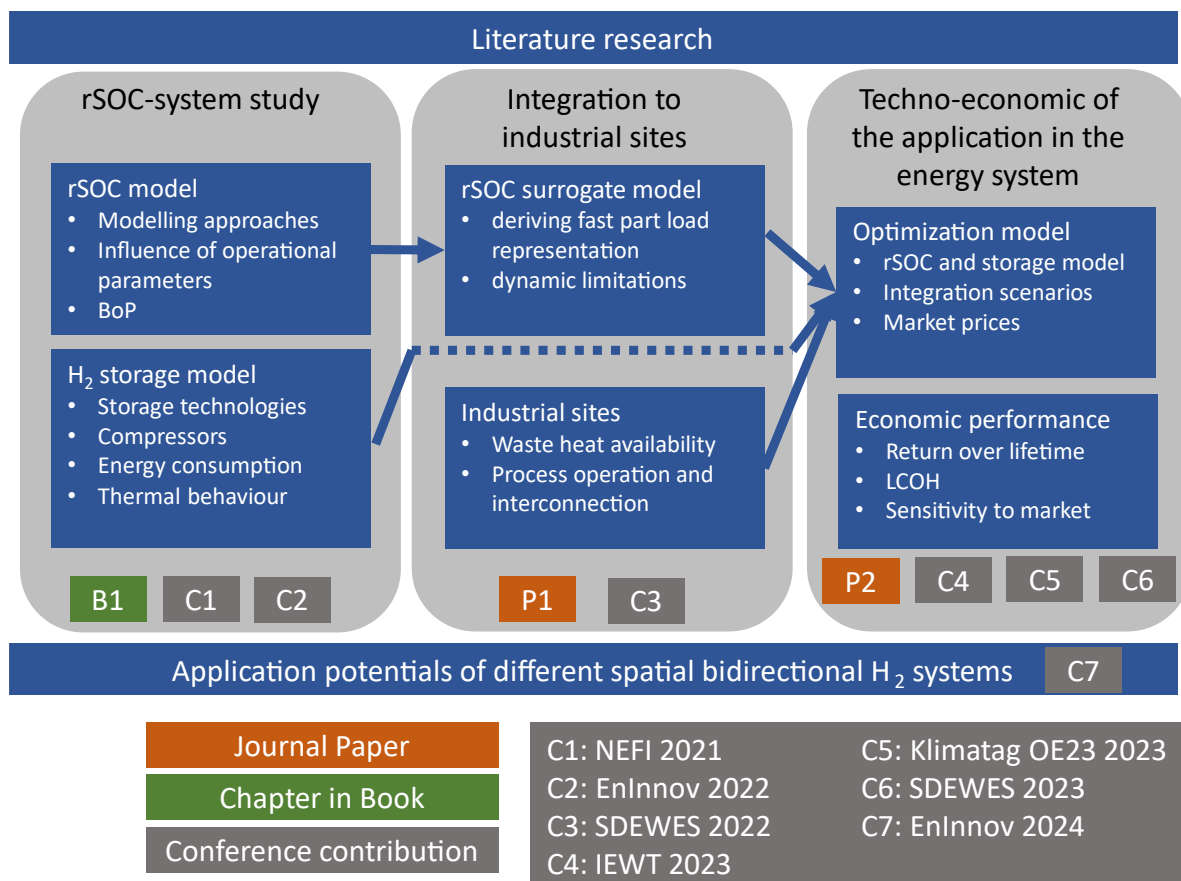 Literature research
rSOC-system study
rSOC model
• Modelling approaches
• Influence of operational
parameters
• BoP
H₂ storage model
• Storage technologies
• Compressors
• Energy consumption
• Thermal behaviour
B1 C1 C2
Integration to
industrial sites
rSOC surrogate model
• deriving fast part load
representation
• dynamic limitations
Industrial sites
• Waste heat availability
• Process operation and
interconnection
P1 C3
Techno-economic of
the application in the
energy system
Optimization model
• rSOC and storage model
• Integration scenarios
• Market prices
Economic performance
• Return over lifetime
• LCOH
• Sensitivity to market
P2 C4 C5 C6
Application potentials of different spatial bidirectional H₂ systems C7
Journal Paper
Chapter in Book
Conference contribution
C1: NEFI 2021
C2: EnInnov 2022
C3: SDEWES 2022
C4: IEWT 2023
C5: Klimatag OE23 2023
C6: SDEWES 2023
C7: EnInnov 2024